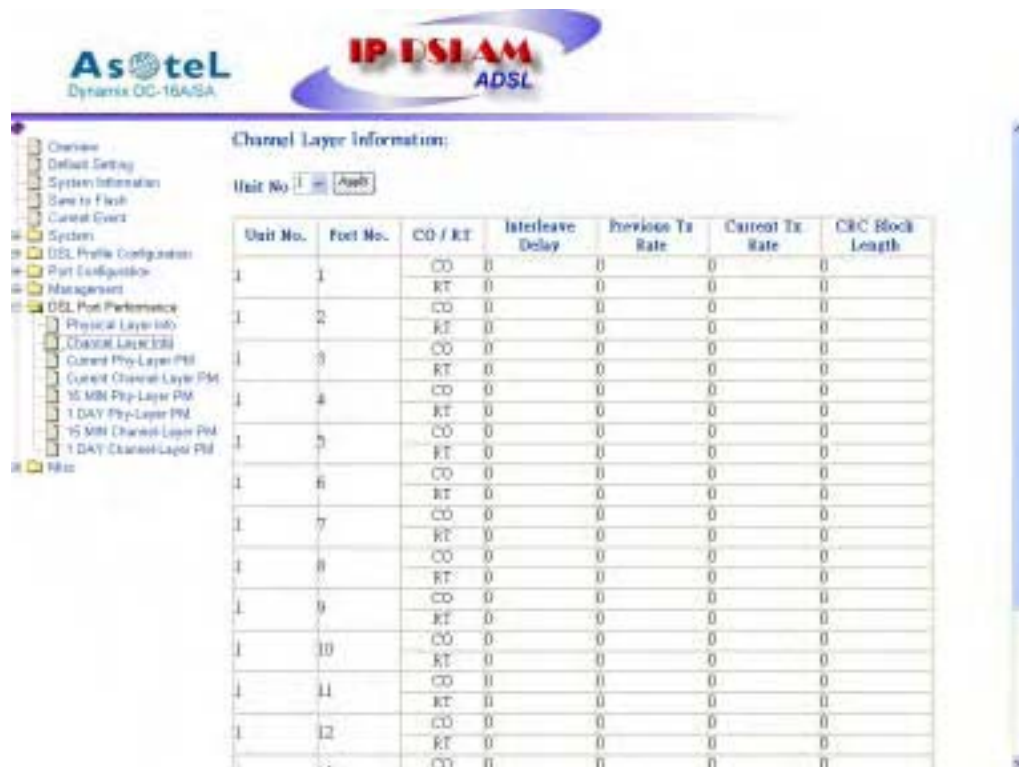 IP DSLAM
ADSL
AsoteL
Dynamix DC-16A/SA
Overview
Default Setting
System Information
Save to Flash
Current Event
System
DSL Profile Configuration
Port Configuration
Management
DSL Port Performance
Physical Layer Info
Channel Layer Info
Current Phy-Layer PM
Current Channel-Layer PM
15 MIN Phy-Layer PM
1 DAY Phy-Layer PM
15 MIN Channel-Layer PM
1 DAY Channel-Layer PM
Misc
Channel Layer Information:
Unit No 1 Apply
Unit No. Port No. CO / RT Interleave Delay Previous Tx Rate Current Tx Rate CRC Block Length
1 1 CO 0 0 0 0
RT 0 0 0 0
1 2 CO 0 0 0 0
RT 0 0 0 0
1 3 CO 0 0 0 0
RT 0 0 0 0
1 4 CO 0 0 0 0
RT 0 0 0 0
1 5 CO 0 0 0 0
RT 0 0 0 0
1 6 CO 0 0 0 0
RT 0 0 0 0
1 7 CO 0 0 0 0
RT 0 0 0 0
1 8 CO 0 0 0 0
RT 0 0 0 0
1 9 CO 0 0 0 0
RT 0 0 0 0
1 10 CO 0 0 0 0
RT 0 0 0 0
1 11 CO 0 0 0 0
RT 0 0 0 0
1 12 CO 0 0 0 0
RT 0 0 0 0
CO 0 0 0 0